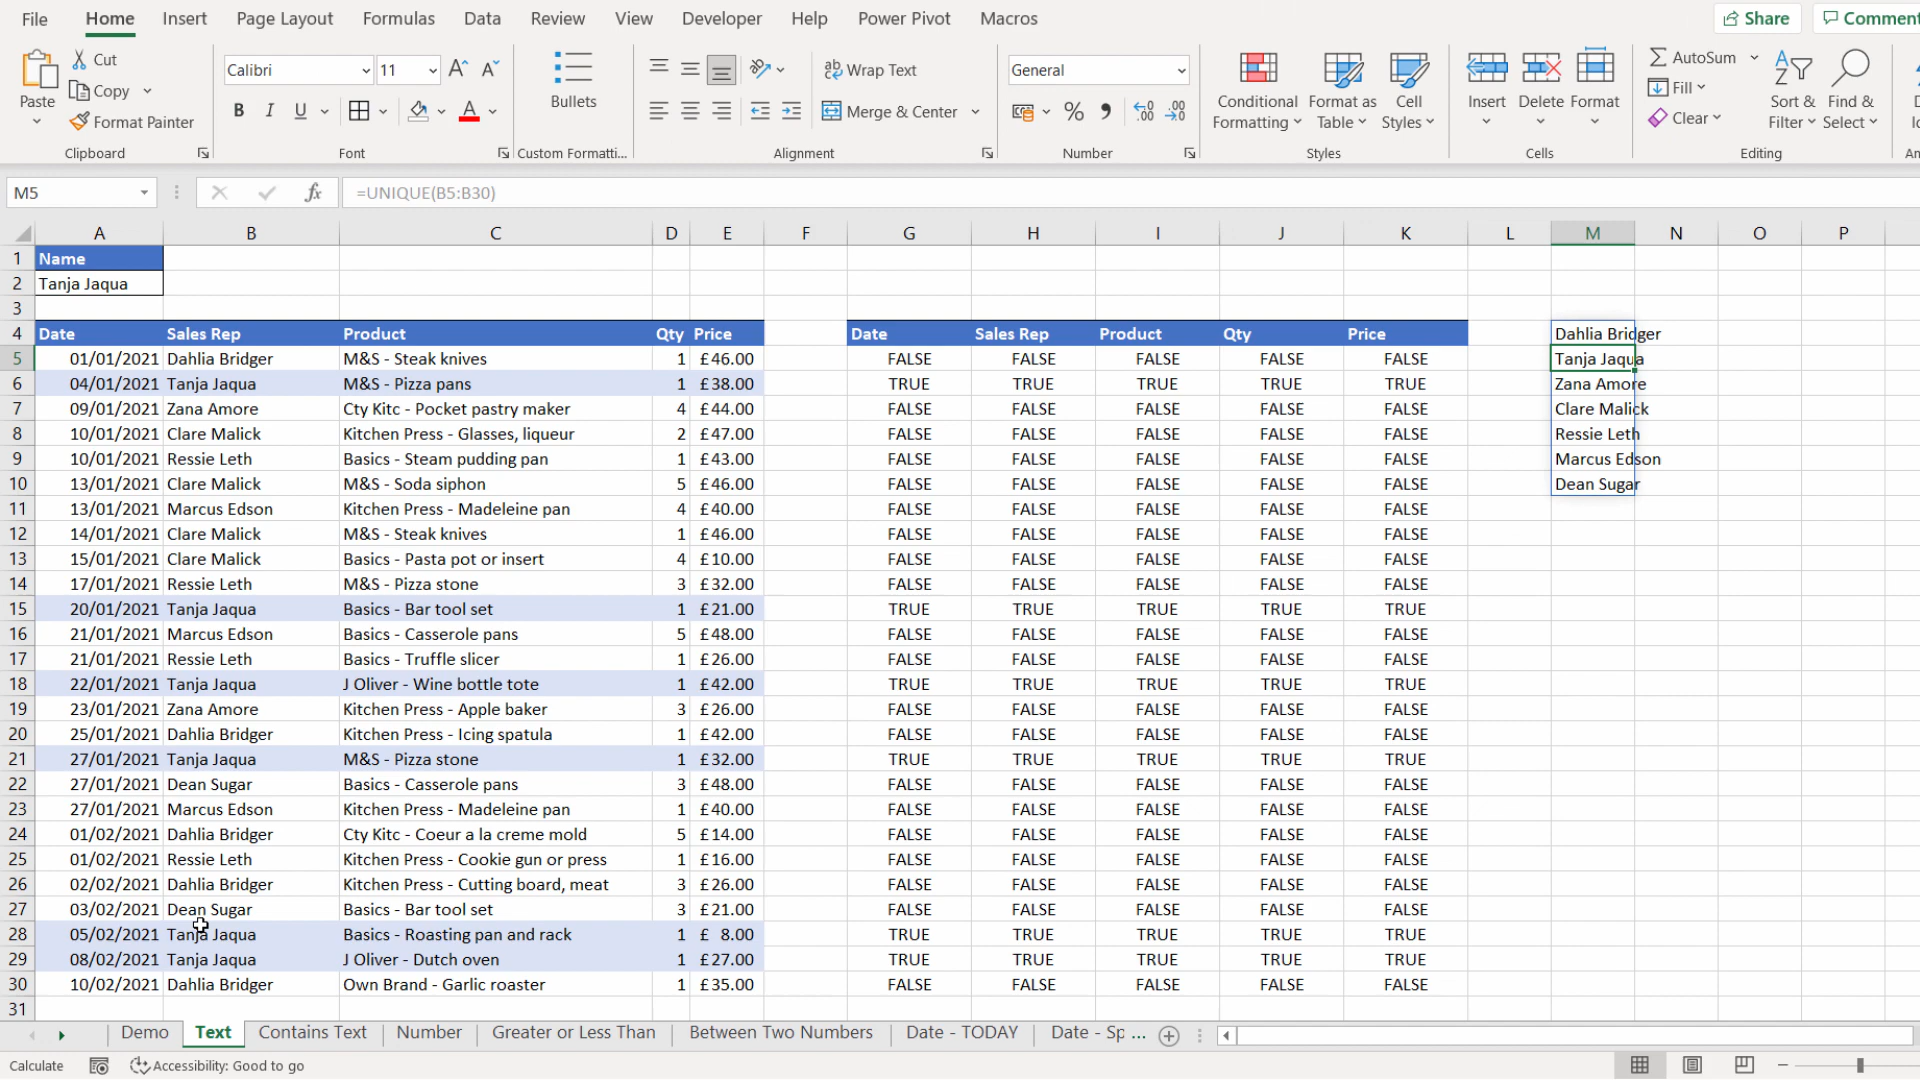 File Home Insert Page Layout Formulas Data Review View Developer Help Power Pivot Macros Share Comment
Paste Cut Copy Format Painter Clipboard
Calibri 11 B I U A Font
Bullets Custom Formatti...
ab Wrap Text Merge & Center Alignment
General % Number
Conditional Formatting Format as Table Cell Styles Styles
Insert Delete Format Cells
AutoSum Fill Clear Sort & Filter Find & Select Editing
M5 fx =UNIQUE(B5:B30)
A B C D E F G H I J K L M N O P
1 Name
2 Tanja Jaqua
3
4 Date Sales Rep Product Qty Price Date Sales Rep Product Qty Price Dahlia Bridger
5 01/01/2021 Dahlia Bridger M&S - Steak knives 1 £46.00 FALSE FALSE FALSE FALSE FALSE Tanja Jaqua
6 04/01/2021 Tanja Jaqua M&S - Pizza pans 1 £38.00 TRUE TRUE TRUE TRUE TRUE Zana Amore
7 09/01/2021 Zana Amore Cty Kitc - Pocket pastry maker 4 £44.00 FALSE FALSE FALSE FALSE FALSE Clare Malick
8 10/01/2021 Clare Malick Kitchen Press - Glasses, liqueur 2 £47.00 FALSE FALSE FALSE FALSE FALSE Ressie Leth
9 10/01/2021 Ressie Leth Basics - Steam pudding pan 1 £43.00 FALSE FALSE FALSE FALSE FALSE Marcus Edson
10 13/01/2021 Clare Malick M&S - Soda siphon 5 £46.00 FALSE FALSE FALSE FALSE FALSE Dean Sugar
11 13/01/2021 Marcus Edson Kitchen Press - Madeleine pan 4 £40.00 FALSE FALSE FALSE FALSE FALSE
12 14/01/2021 Clare Malick M&S - Steak knives 1 £46.00 FALSE FALSE FALSE FALSE FALSE
13 15/01/2021 Clare Malick Basics - Pasta pot or insert 4 £10.00 FALSE FALSE FALSE FALSE FALSE
14 17/01/2021 Ressie Leth M&S - Pizza stone 3 £32.00 FALSE FALSE FALSE FALSE FALSE
15 20/01/2021 Tanja Jaqua Basics - Bar tool set 1 £21.00 TRUE TRUE TRUE TRUE TRUE
16 21/01/2021 Marcus Edson Basics - Casserole pans 5 £48.00 FALSE FALSE FALSE FALSE FALSE
17 21/01/2021 Ressie Leth Basics - Truffle slicer 1 £26.00 FALSE FALSE FALSE FALSE FALSE
18 22/01/2021 Tanja Jaqua J Oliver - Wine bottle tote 1 £42.00 TRUE TRUE TRUE TRUE TRUE
19 23/01/2021 Zana Amore Kitchen Press - Apple baker 3 £26.00 FALSE FALSE FALSE FALSE FALSE
20 25/01/2021 Dahlia Bridger Kitchen Press - Icing spatula 1 £42.00 FALSE FALSE FALSE FALSE FALSE
21 27/01/2021 Tanja Jaqua M&S - Pizza stone 1 £32.00 TRUE TRUE TRUE TRUE TRUE
22 27/01/2021 Dean Sugar Basics - Casserole pans 3 £48.00 FALSE FALSE FALSE FALSE FALSE
23 27/01/2021 Marcus Edson Kitchen Press - Madeleine pan 1 £40.00 FALSE FALSE FALSE FALSE FALSE
24 01/02/2021 Dahlia Bridger Cty Kitc - Coeur a la creme mold 5 £14.00 FALSE FALSE FALSE FALSE FALSE
25 01/02/2021 Ressie Leth Kitchen Press - Cookie gun or press 1 £16.00 FALSE FALSE FALSE FALSE FALSE
26 02/02/2021 Dahlia Bridger Kitchen Press - Cutting board, meat 3 £26.00 FALSE FALSE FALSE FALSE FALSE
27 03/02/2021 Dean Sugar Basics - Bar tool set 3 £21.00 FALSE FALSE FALSE FALSE FALSE
28 05/02/2021 Tanja Jaqua Basics - Roasting pan and rack 1 £ 8.00 TRUE TRUE TRUE TRUE TRUE
29 08/02/2021 Tanja Jaqua J Oliver - Dutch oven 1 £27.00 TRUE TRUE TRUE TRUE TRUE
30 10/02/2021 Dahlia Bridger Own Brand - Garlic roaster 1 £35.00 FALSE FALSE FALSE FALSE FALSE
31
Demo Text Contains Text Number Greater or Less Than Between Two Numbers Date - TODAY Date - Sp ...
Calculate Accessibility: Good to go